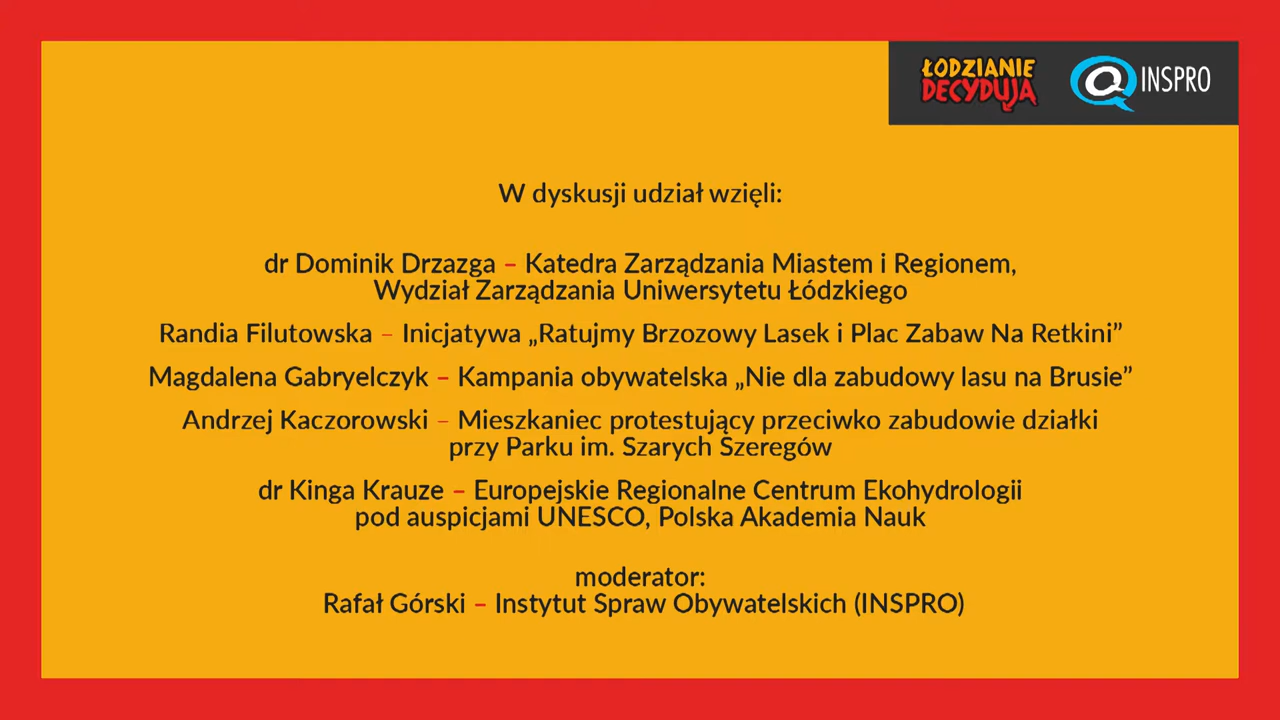 ŁODZIANIE
DECYDUJĄ
INSPRO
W dyskusji udział wzięli:
dr Dominik Drzazga – Katedra Zarządzania Miastem i Regionem,
Wydział Zarządzania Uniwersytetu Łódzkiego
Randia Filutowska – Inicjatywa „Ratujmy Brzozowy Lasek i Plac Zabaw Na Retkini”
Magdalena Gabryelczyk – Kampania obywatelska „Nie dla zabudowy lasu na Brusie”
Andrzej Kaczorowski – Mieszkaniec protestujący przeciwko zabudowie działki
przy Parku im. Szarych Szeregów
dr Kinga Krauze – Europejskie Regionalne Centrum Ekohydrologii
pod auspicjami UNESCO, Polska Akademia Nauk
moderator:
Rafał Górski – Instytut Spraw Obywatelskich (INSPRO)